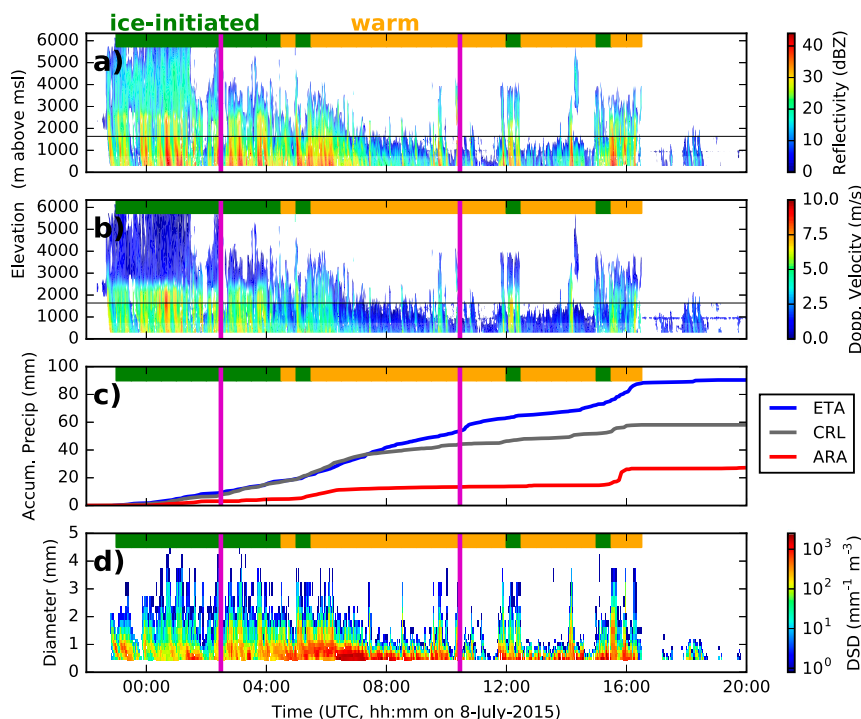 ice-initiated warm
a)
6000
5000
4000
3000
2000
1000
0
40
30
20
10
0
Reflectivity (dBZ)
Elevation (m above msl)
b)
6000
5000
4000
3000
2000
1000
0
10.0
7.5
5.0
2.5
0.0
Dopp. Velocity (m/s)
c)
100
80
60
40
20
0
Accum. Precip (mm)
ETA
CRL
ARA
d)
5
4
3
2
1
0
Diameter (mm)
10³
10²
10¹
10⁰
DSD (mm⁻¹ m⁻³)
00:00 04:00 08:00 12:00 16:00 20:00
Time (UTC, hh:mm on 8-July-2015)